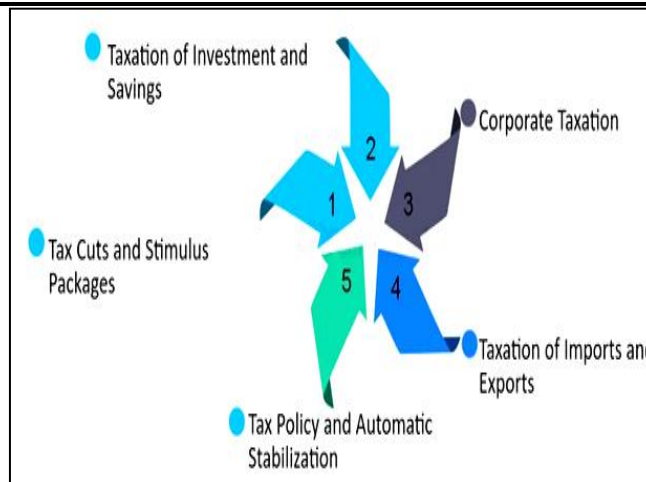 Taxation of Investment and
Savings
2
Corporate Taxation
1
3
Tax Cuts and Stimulus
Packages
5
4
Taxation of Imports and
Exports
Tax Policy and Automatic
Stabilization